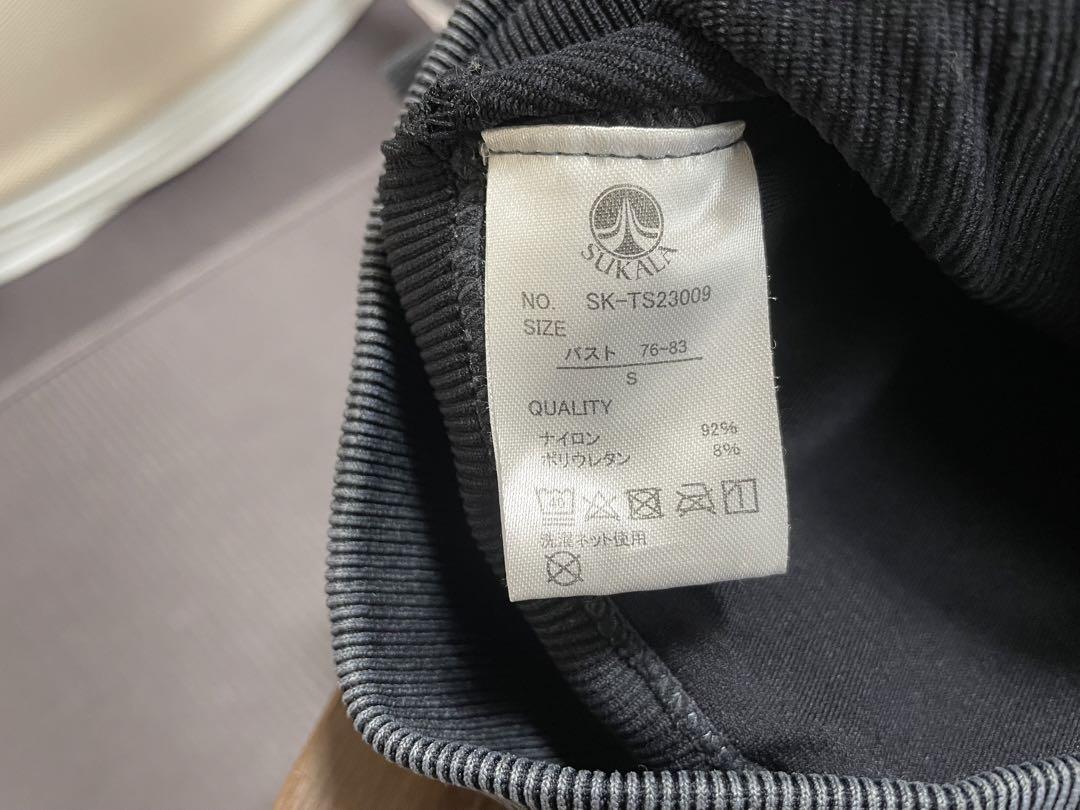 SUKALA
NO. SK-TS23009
SIZE
バスト 76-83
S
QUALITY
ナイロン 92%
ポリウレタン 8%
洗濯ネット使用